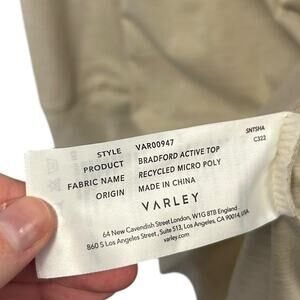 STYLE VAR00947 SNTSHA
PRODUCT BRADFORD ACTIVE TOP C322
FABRIC NAME RECYCLED MICRO POLY
ORIGIN MADE IN CHINA
VARLEY
64 New Cavendish Street London, W1G 8TB England
860 S Los Angeles Street, Suite 513, Los Angeles, CA 90014, USA
varley.com